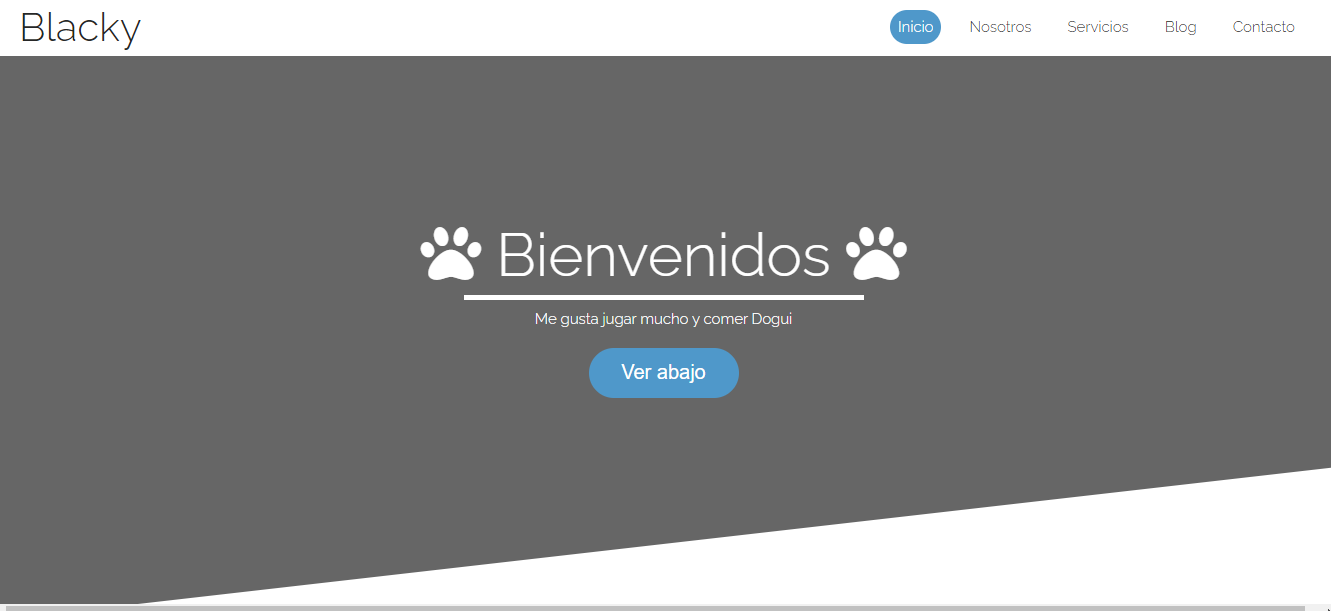 Blacky
Inicio Nosotros Servicios Blog Contacto
Bienvenidos
Me gusta jugar mucho y comer Dogui
Ver abajo